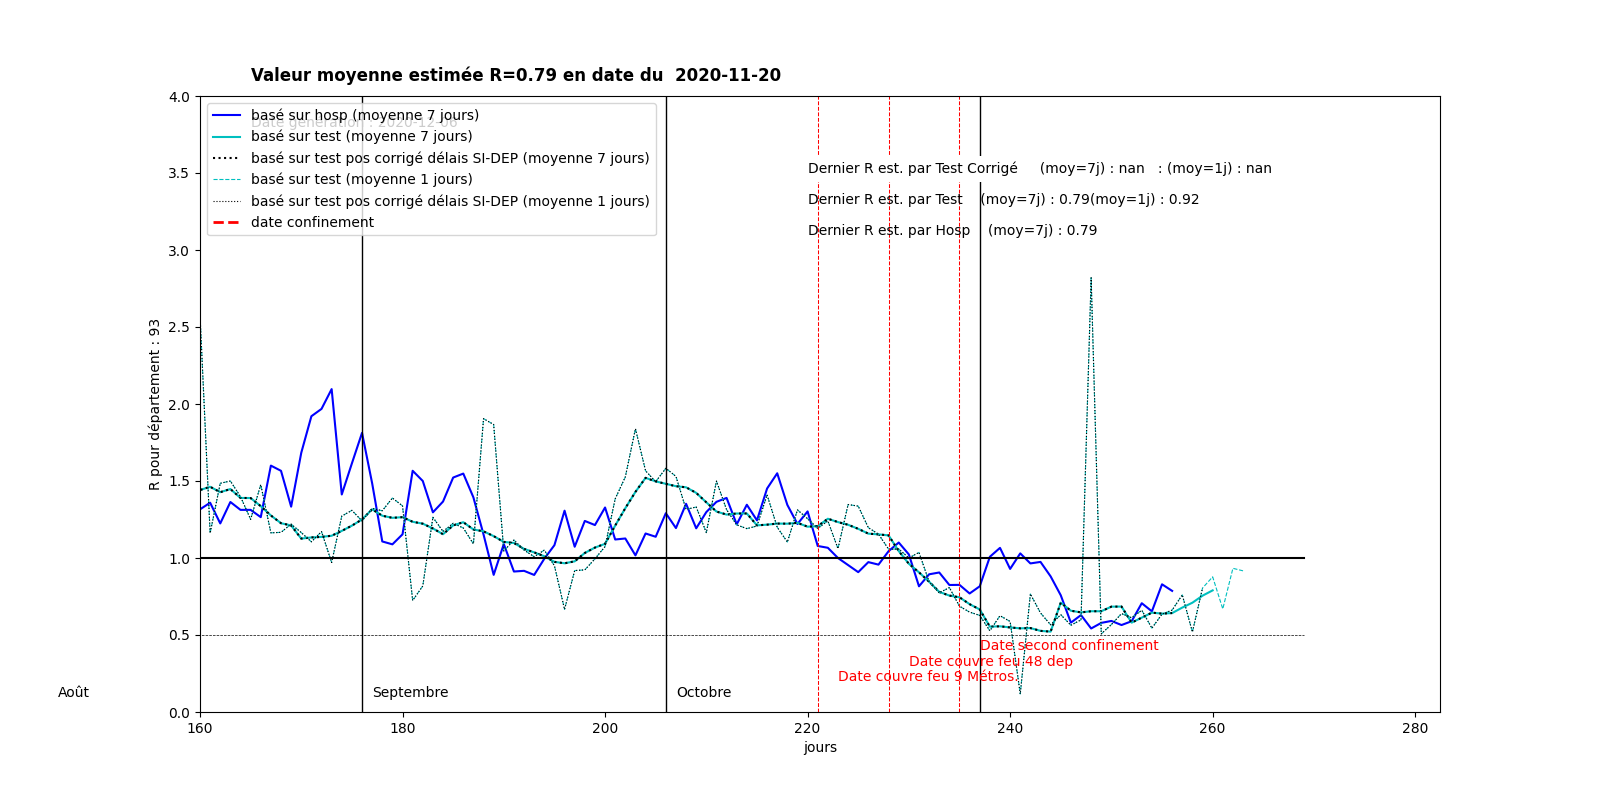 Valeur moyenne estimée R=0.79 en date du  2020-11-20
basé sur hosp (moyenne 7 jours)
Date génération : 2020-12-06
basé sur test (moyenne 7 jours)
basé sur test pos corrigé délais SI-DEP (moyenne 7 jours)
basé sur test (moyenne 1 jours)
basé sur test pos corrigé délais SI-DEP (moyenne 1 jours)
date confinement
Dernier R est. par Test Corrigé     (moy=7j) : nan   : (moy=1j) : nan
Dernier R est. par Test    (moy=7j) : 0.79(moy=1j) : 0.92
Dernier R est. par Hosp    (moy=7j) : 0.79
4.0
3.5
3.0
2.5
2.0
1.5
1.0
0.5
0.0
R pour département : 93
Date second confinement
Date couvre feu 48 dep
Date couvre feu 9 Métros.
Août
Septembre
Octobre
160
180
200
220
240
260
280
jours